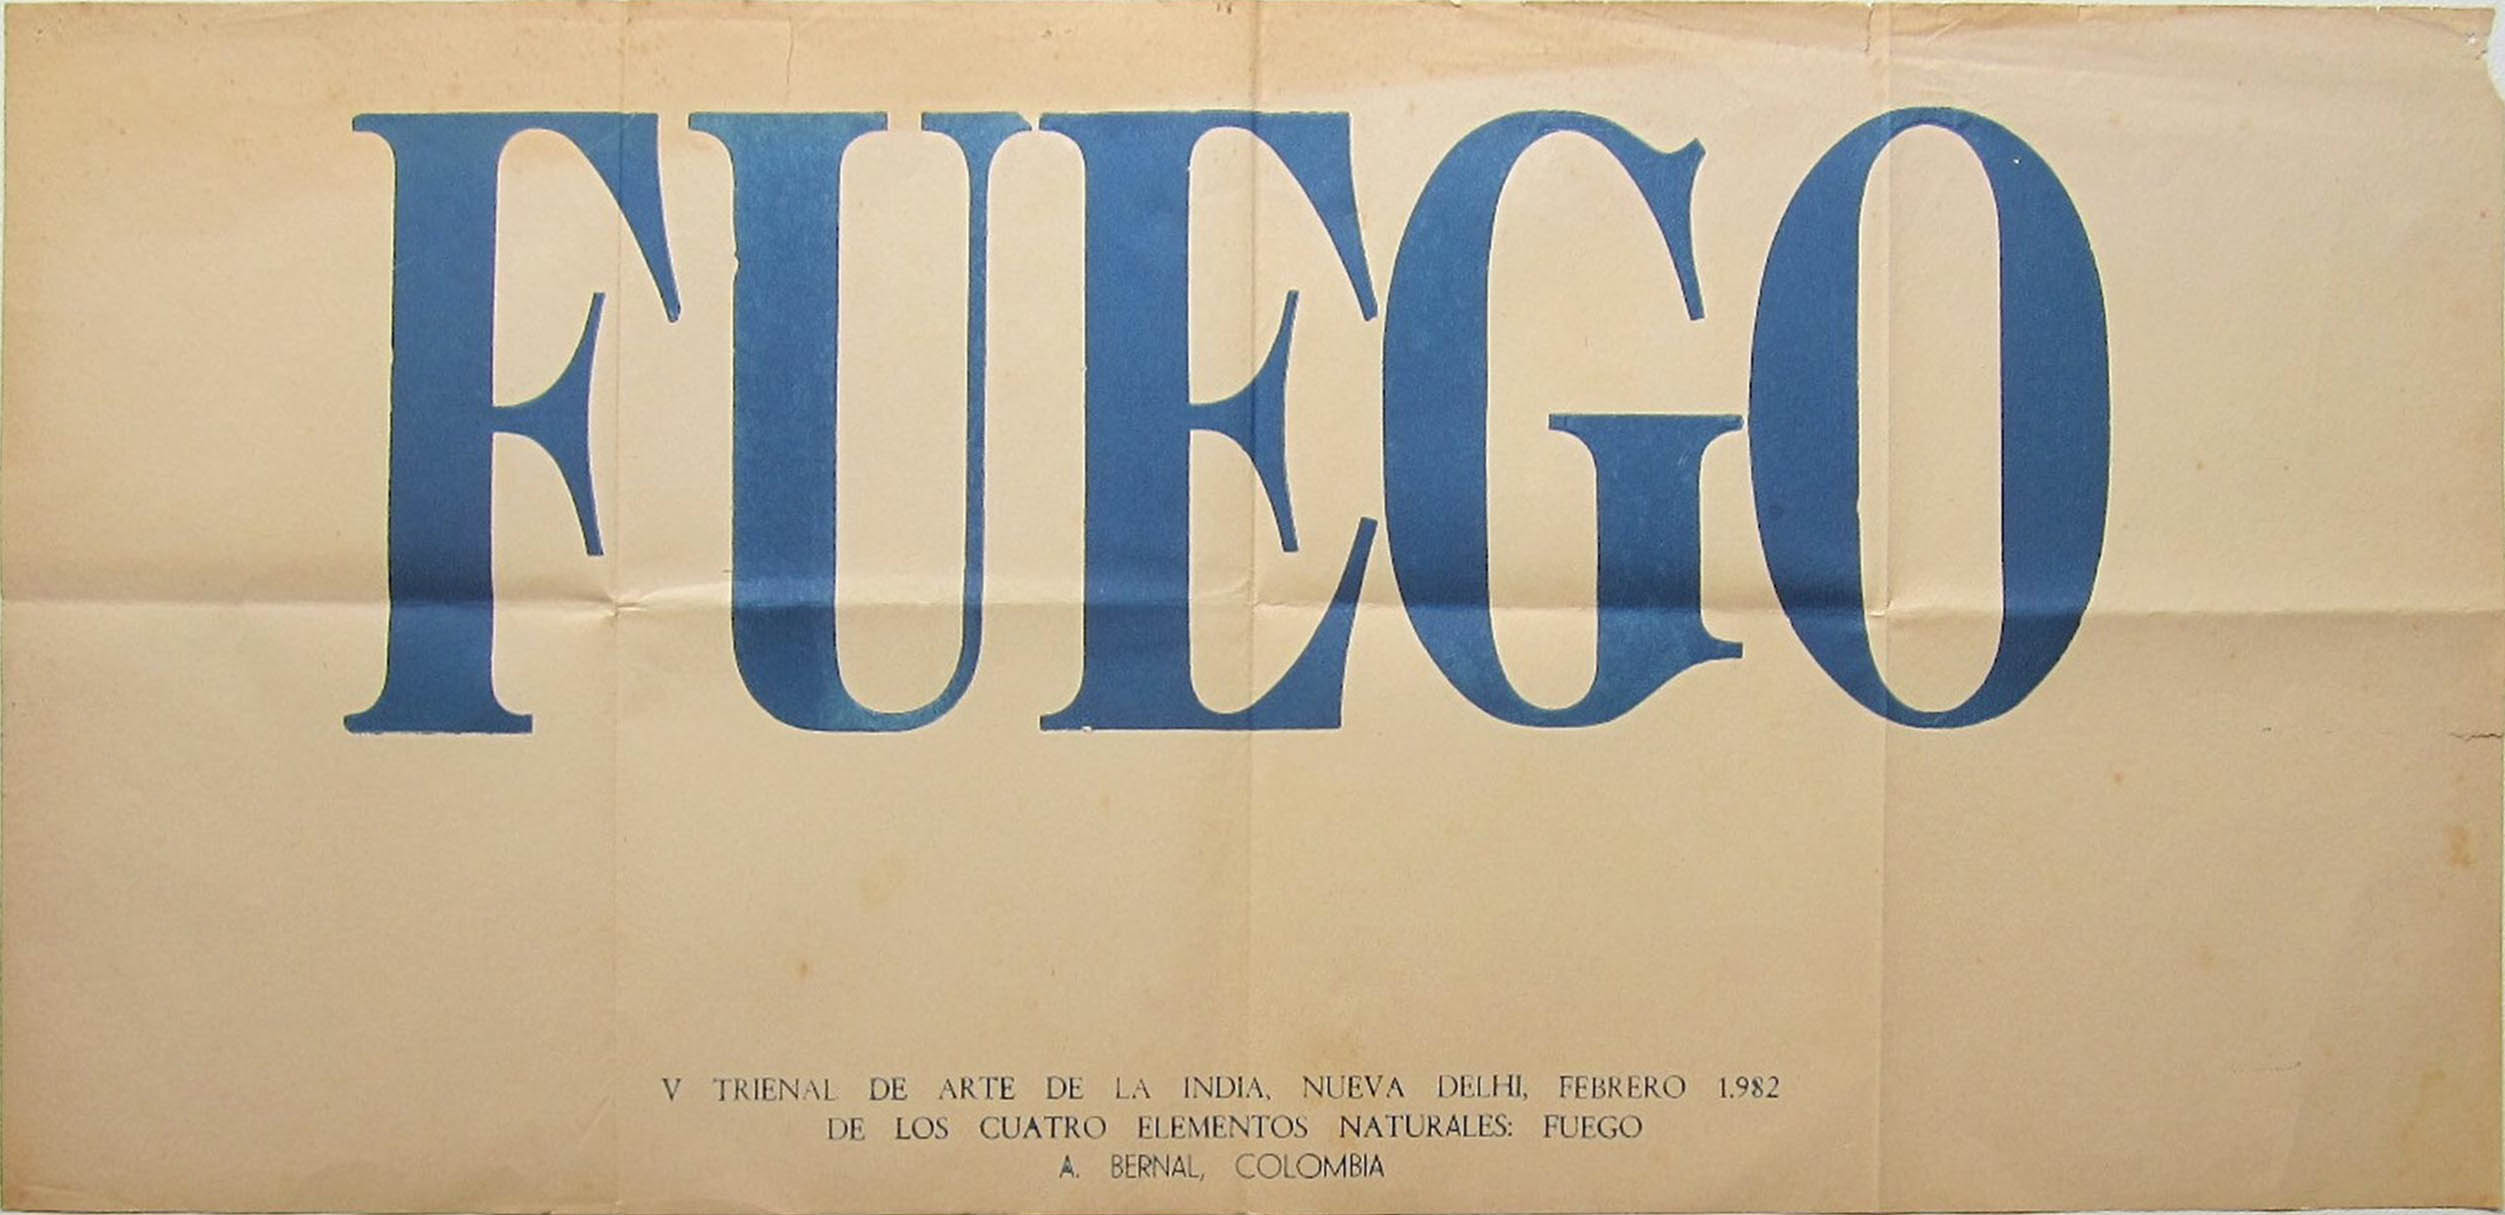 FUEGO
V TRIENAL DE ARTE DE LA INDIA, NUEVA DELHI, FEBRERO 1.982
DE LOS CUATRO ELEMENTOS NATURALES: FUEGO
A. BERNAL, COLOMBIA